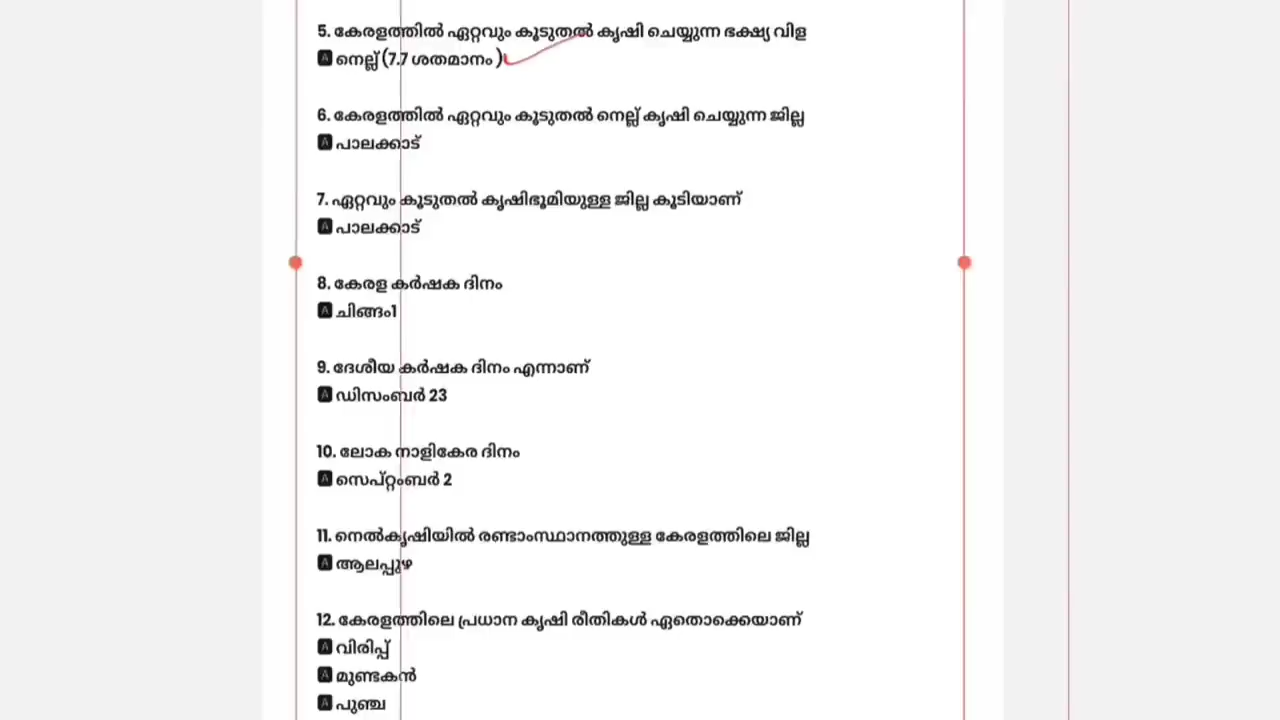 5. കേരളത്തിൽ ഏറ്റവും കൂടുതൽ കൃഷി ചെയ്യുന്ന ഭക്ഷ്യ വിള
🅰 നെല്ല് (7.7 ശതമാനം )
6. കേരളത്തിൽ ഏറ്റവും കൂടുതൽ നെല്ല് കൃഷി ചെയ്യുന്ന ജില്ല
🅰 പാലക്കാട്
7. ഏറ്റവും കൂടുതൽ കൃഷിഭൂമിയുള്ള ജില്ല കൂടിയാണ്
🅰 പാലക്കാട്
8. കേരള കർഷക ദിനം
🅰 ചിങ്ങം1
9. ദേശീയ കർഷക ദിനം എന്നാണ്
🅰 ഡിസംബർ 23
10. ലോക നാളികേര ദിനം
🅰 സെപ്റ്റംബർ 2
11. നെൽകൃഷിയിൽ രണ്ടാംസ്ഥാനത്തുള്ള കേരളത്തിലെ ജില്ല
🅰 ആലപ്പുഴ
12. കേരളത്തിലെ പ്രധാന കൃഷി രീതികൾ ഏതൊക്കെയാണ്
🅰 വിരിപ്പ്
🅰 മുണ്ടകൻ
🅰 പുഞ്ച